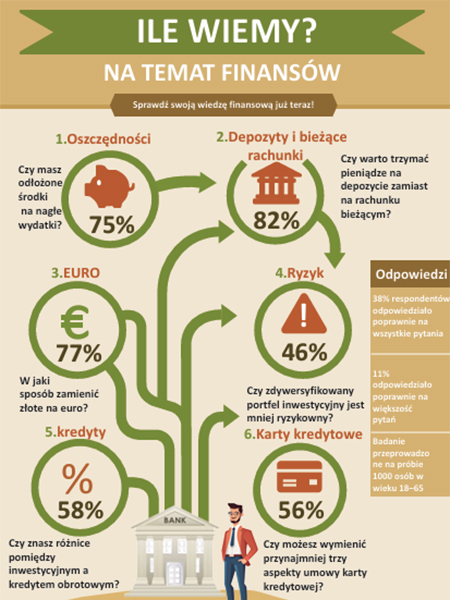 ILE WIEMY?
NA TEMAT FINANSÓW
Sprawdź swoją wiedzę finansową już teraz!
1.Oszczędności
Czy masz
odłożone
środki
na nagłe
wydatki?
75%
2.Depozyty i bieżące
rachunki
82%
Czy warto trzymać
pieniądze na
depozycie zamiast
na rachunku
bieżącym?
3.EURO
€
77%
W jaki
sposób zamienić
złote na euro?
4.Ryzyk
!
46%
Czy zdywersyfikowany
portfel inwestycyjny jest
mniej ryzykowny?
Odpowiedzi
38% respondentów
odpowiedziało
poprawnie na
wszystkie pytania
11%
odpowiedziało
poprawnie na
większość
pytań
Badanie
przeprowadzo
ne na próbie
1000 osób w
wieku 18–65
5.kredyty
%
58%
Czy znasz różnice
pomiędzy
inwestycyjnym a
kredytem obrotowym?
6.Karty kredytowe
56%
Czy możesz wymienić
przynajmniej trzy
aspekty umowy karty
kredytowej?
BANK